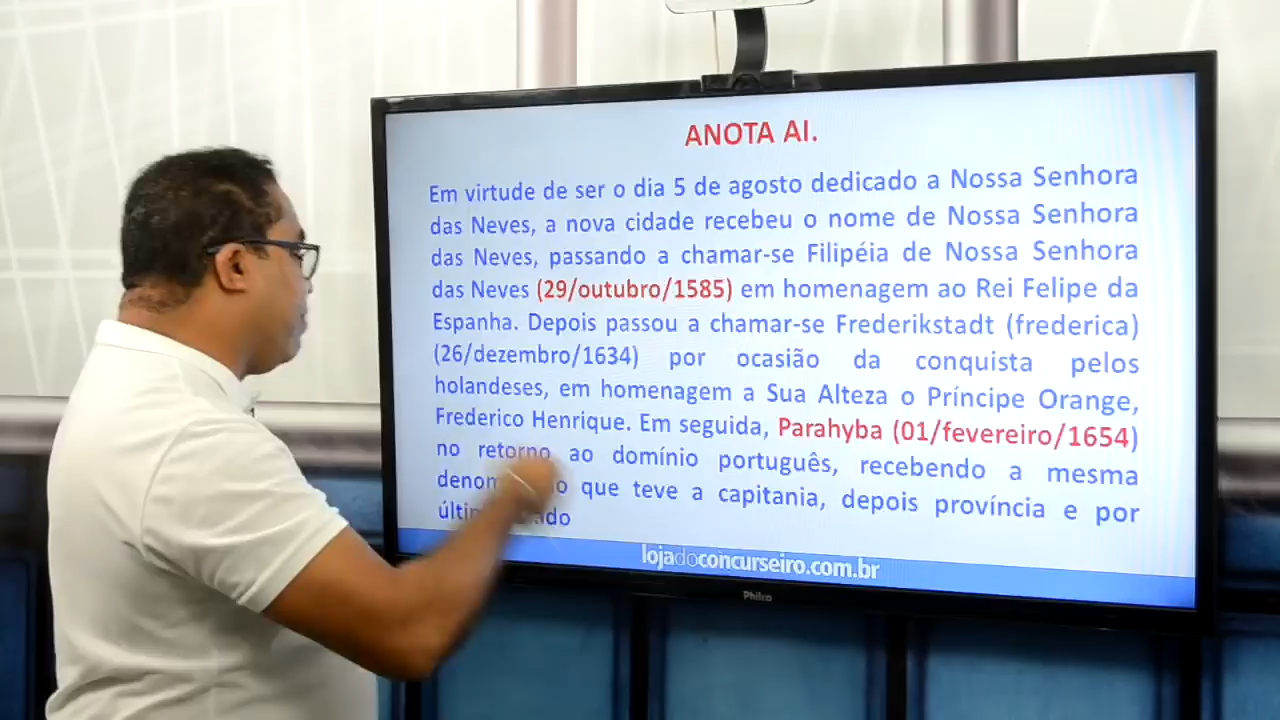 ANOTA AI.
Em virtude de ser o dia 5 de agosto dedicado a Nossa Senhora
das Neves, a nova cidade recebeu o nome de Nossa Senhora
das Neves, passando a chamar-se Filipéia de Nossa Senhora
das Neves (29/outubro/1585) em homenagem ao Rei Felipe da
Espanha. Depois passou a chamar-se Frederikstadt (frederica)
(26/dezembro/1634) por ocasião da conquista pelos
holandeses, em homenagem a Sua Alteza o Príncipe Orange,
Frederico Henrique. Em seguida, Parahyba (01/fevereiro/1654)
no retorno ao domínio português, recebendo a mesma
que teve a capitania, depois província e por
lojadoconcurseiro.com.br
Philco